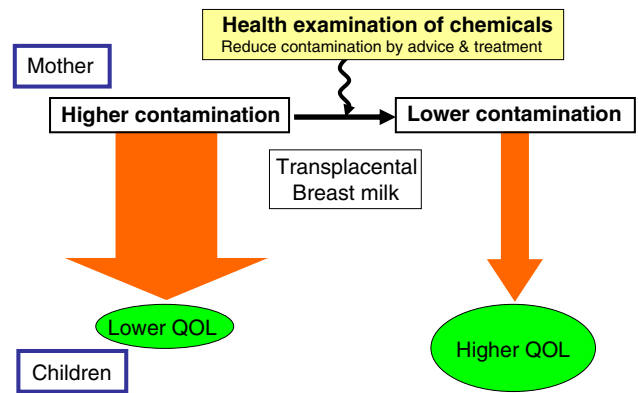 Health examination of chemicals
Reduce contamination by advice & treatment
Mother
Higher contamination
Lower contamination
Transplacental
Breast milk
Lower QOL
Higher QOL
Children